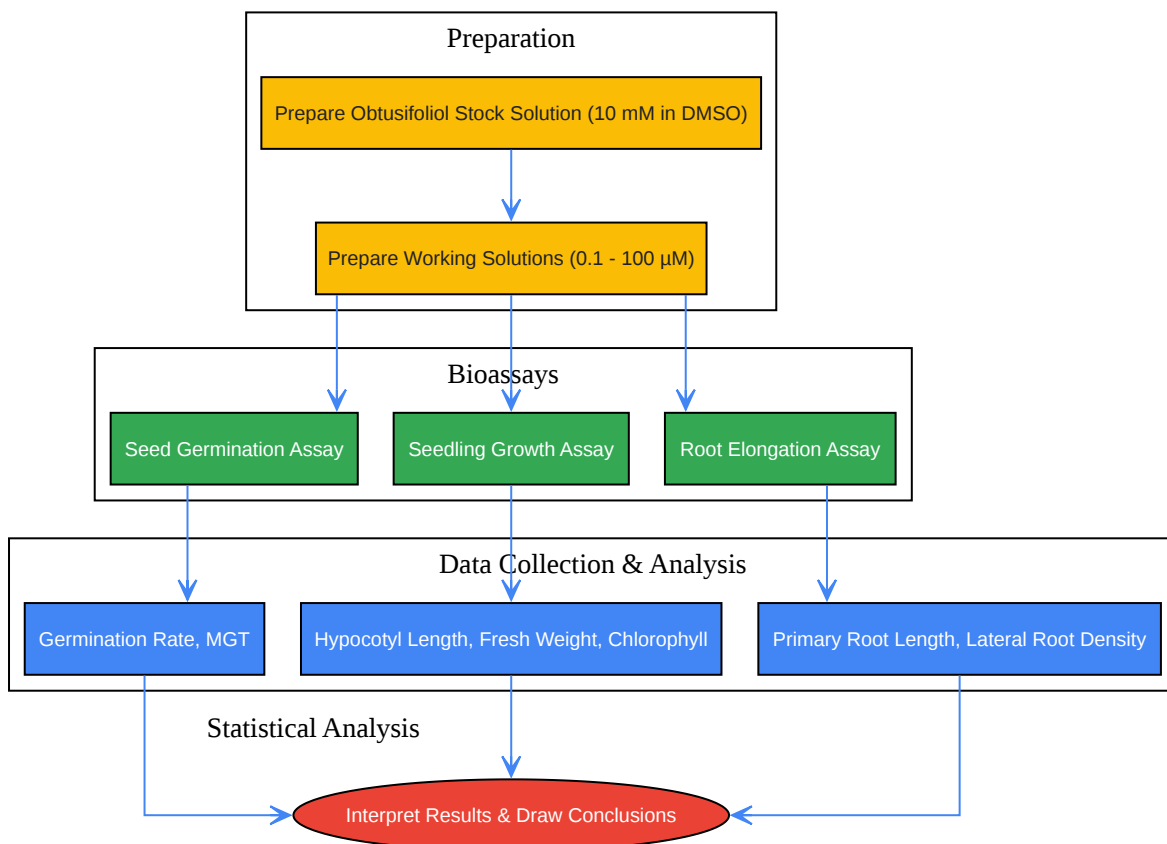 Preparation
Prepare Obtusifoliol Stock Solution (10 mM in DMSO)
Prepare Working Solutions (0.1 - 100 µM)
Bioassays
Seed Germination Assay
Seedling Growth Assay
Root Elongation Assay
Data Collection & Analysis
Germination Rate, MGT
Hypocotyl Length, Fresh Weight, Chlorophyll
Primary Root Length, Lateral Root Density
Statistical Analysis
Interpret Results & Draw Conclusions